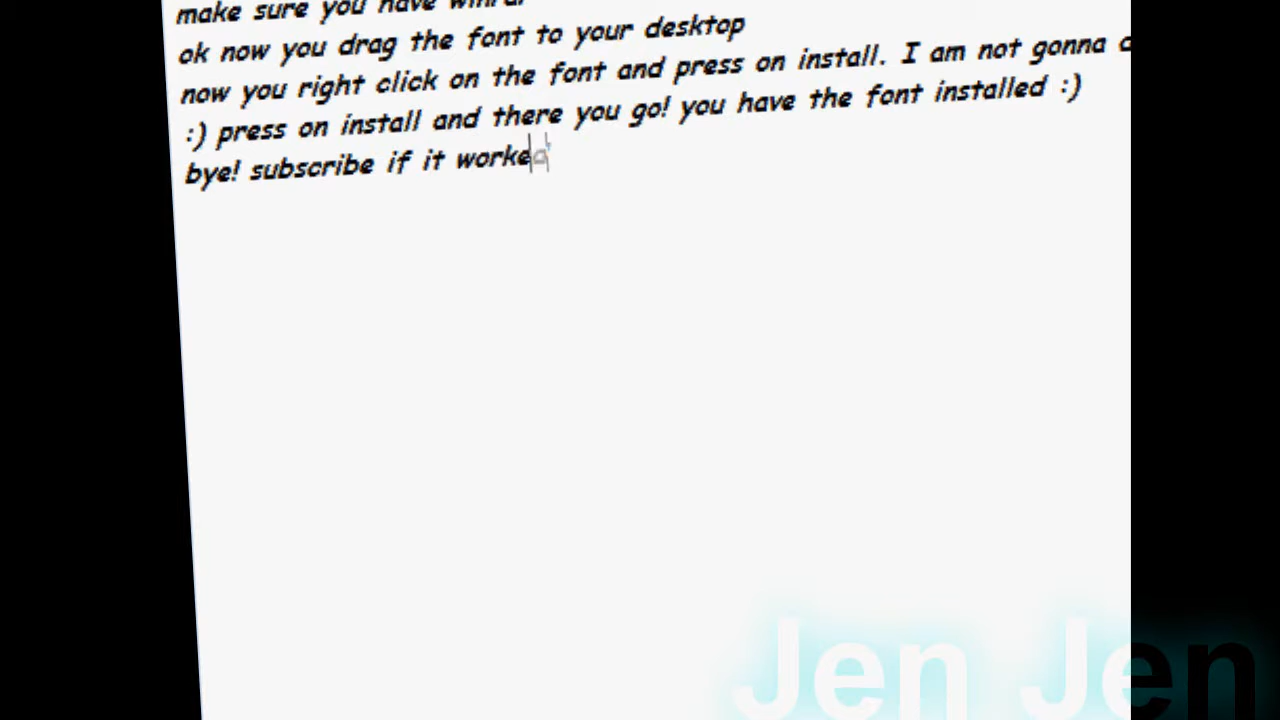 make sure you have winrar
ok now you drag the font to your desktop
now you right click on the font and press on install. I am not gonna
:) press on install and there you go! you have the font installed :)
bye! subscribe if it worked
Jen Jen